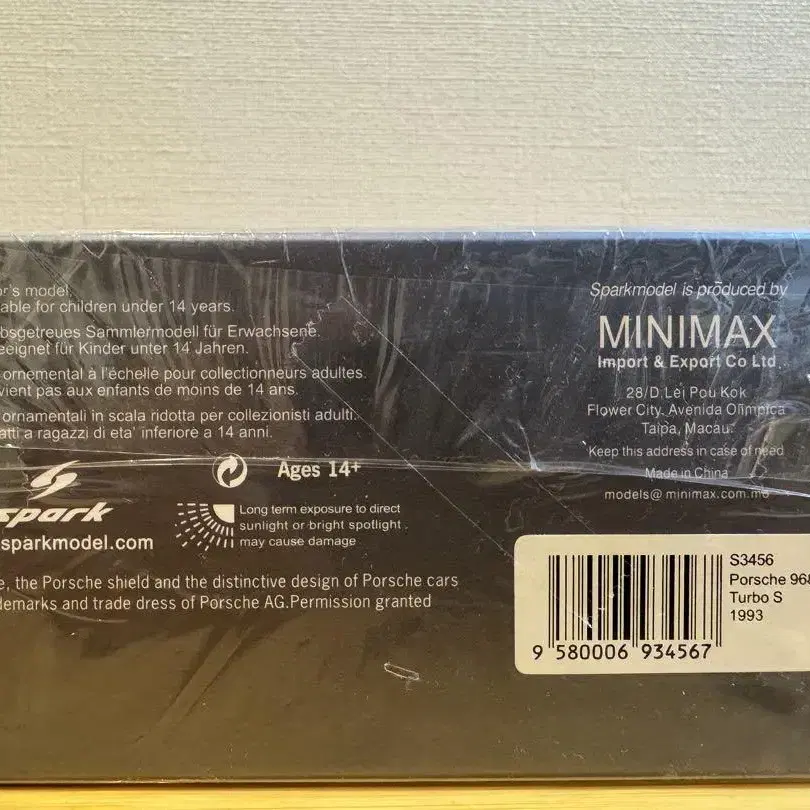 or's model.
able for children under 14 years.
bsgetreues Sammlermodell für Erwachsene.
eeignet für Kinder unter 14 Jahren.
ornemental à l'échelle pour collectionneurs adultes.
vient pas aux enfants de moins de 14 ans.
ornamentali in scala ridotta per collezionisti adulti.
atti a ragazzi di eta' inferiore a 14 anni.
spark
sparkmodel.com
Ages 14+
Long term exposure to direct
sunlight or bright spotlight
may cause damage
e, the Porsche shield and the distinctive design of Porsche cars
demarks and trade dress of Porsche AG.Permission granted
Sparkmodel is produced by
MINIMAX
Import & Export Co Ltd
28/D.Lei Pou Kok
Flower City. Avenida Olimpica
Taipa, Macau.
Keep this address in case of need
Made in China
models@minimax.com.mo
S3456
Porsche 968
Turbo S
1993
9 580006 934567